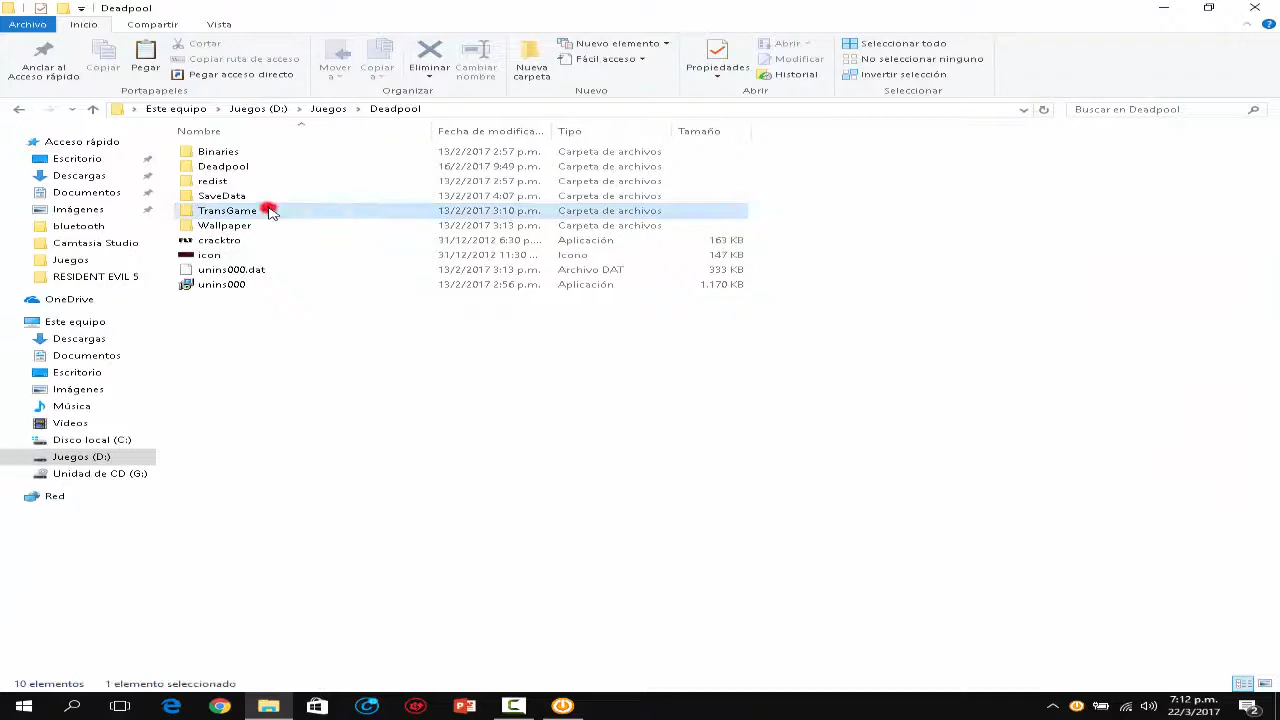 Deadpool
Archivo Inicio Compartir Vista
Anclar al Acceso rápido
Copiar
Pegar
Cortar
Copiar ruta de acceso
Pegar acceso directo
Mover a
Copiar a
Eliminar
Cambiar nombre
Nueva carpeta
Nuevo elemento
Fácil acceso
Propiedades
Abrir
Modificar
Historial
Seleccionar todo
No seleccionar ninguno
Invertir selección
Portapapeles Organizar Nuevo Abrir Seleccionar
Este equipo > Juegos (D:) > Juegos > Deadpool
Buscar en Deadpool
Nombre Fecha de modifica... Tipo Tamaño
Binaries 13/2/2017 2:57 p.m. Carpeta de archivos
Deadpool 16/2/2017 9:49 p.m. Carpeta de archivos
redist 13/2/2017 2:57 p.m. Carpeta de archivos
SaveData 13/2/2017 4:07 p.m. Carpeta de archivos
TransGame 13/2/2017 3:10 p.m. Carpeta de archivos
Wallpaper 13/2/2017 3:13 p.m. Carpeta de archivos
FLT cracktro 31/12/2012 6:30 p.... Aplicación 163 KB
icon 31/12/2012 11:30 ... Icono 147 KB
unins000.dat 13/2/2017 3:13 p.m. Archivo DAT 333 KB
unins000 13/2/2017 2:56 p.m. Aplicación 1.170 KB
Acceso rápido
Escritorio
Descargas
Documentos
Imágenes
bluetooth
Camtasia Studio
Juegos
RESIDENT EVIL 5
OneDrive
Este equipo
Descargas
Documentos
Escritorio
Imágenes
Música
Vídeos
Disco local (C:)
Juegos (D:)
Unidad de CD (G:)
Red
10 elementos 1 elemento seleccionado
7:12 p.m.
22/3/2017
2